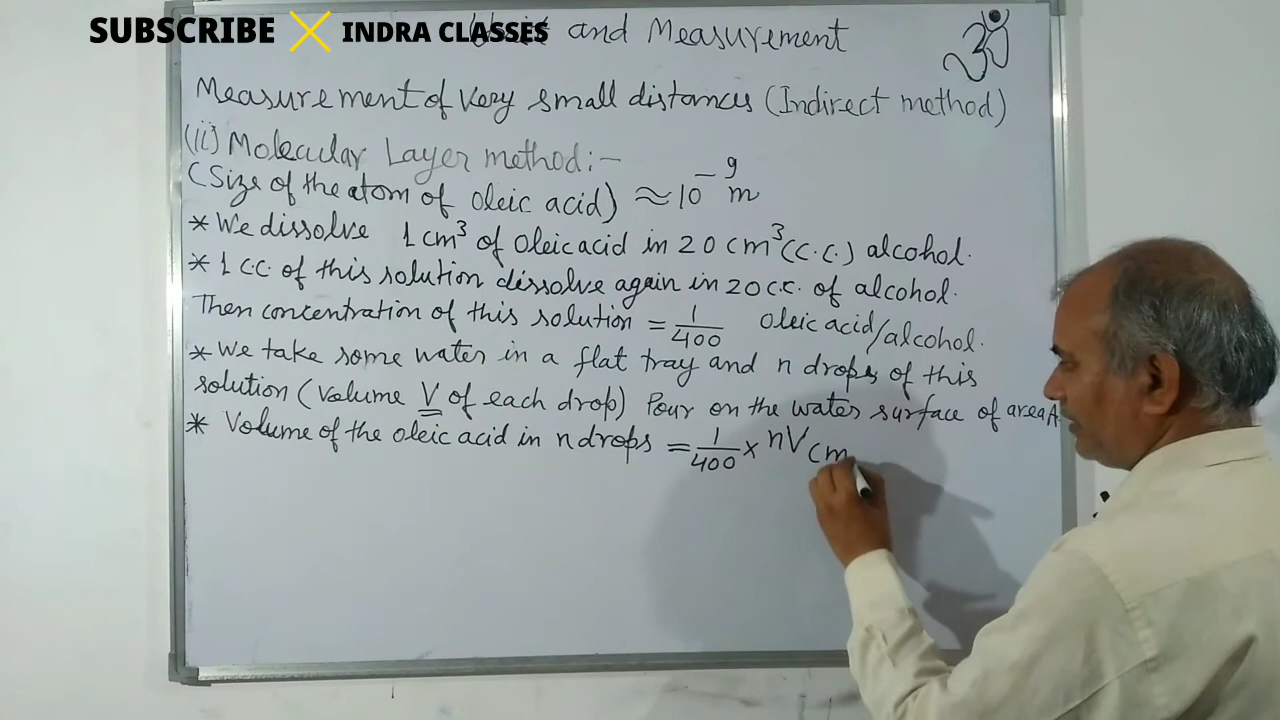 SUBSCRIBE INDRA CLASSES
and Measurement
ॐ
Measurement of very small distances (Indirect method)
(ii) Molecular Layer method:-
(Size of the atom of oleic acid) ≈ 10⁻⁹ m
* We dissolve 1 cm³ of oleic acid in 20 cm³ (c.c.) alcohol.
* 1 cc. of this solution dissolve again in 20 c.c. of alcohol.
Then concentration of this solution = 1/400 oleic acid/alcohol.
* We take some water in a flat tray and n drops of this
solution (volume V of each drop) Pour on the water surface of area A.
* Volume of the oleic acid in n drops = 1/400 × nV cm